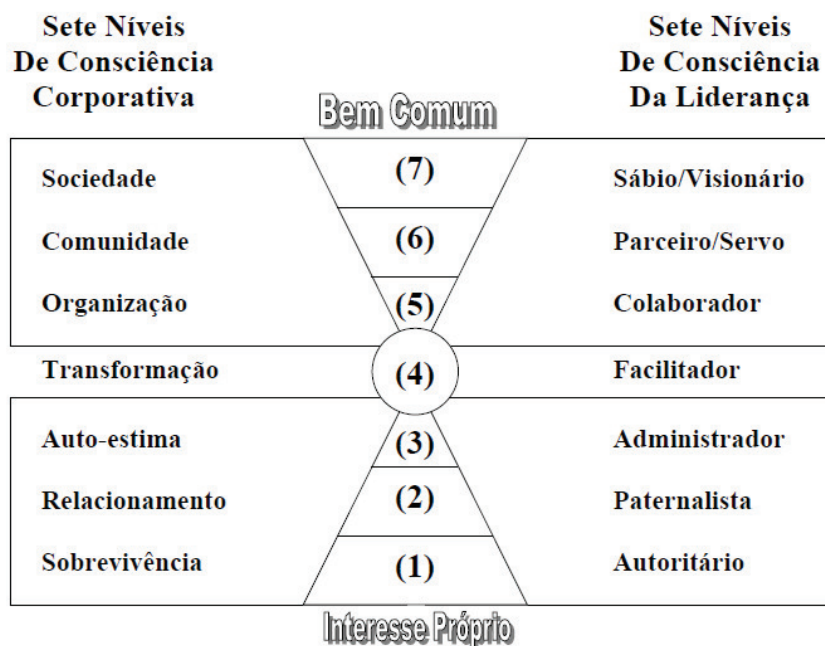 Sete Níveis
De Consciência
Corporativa
Sete Níveis
De Consciência
Da Liderança
Bem Comum
Sociedade (7) Sábio/Visionário
Comunidade (6) Parceiro/Servo
Organização (5) Colaborador
Transformação (4) Facilitador
Auto-estima (3) Administrador
Relacionamento (2) Paternalista
Sobrevivência (1) Autoritário
Interesse Próprio